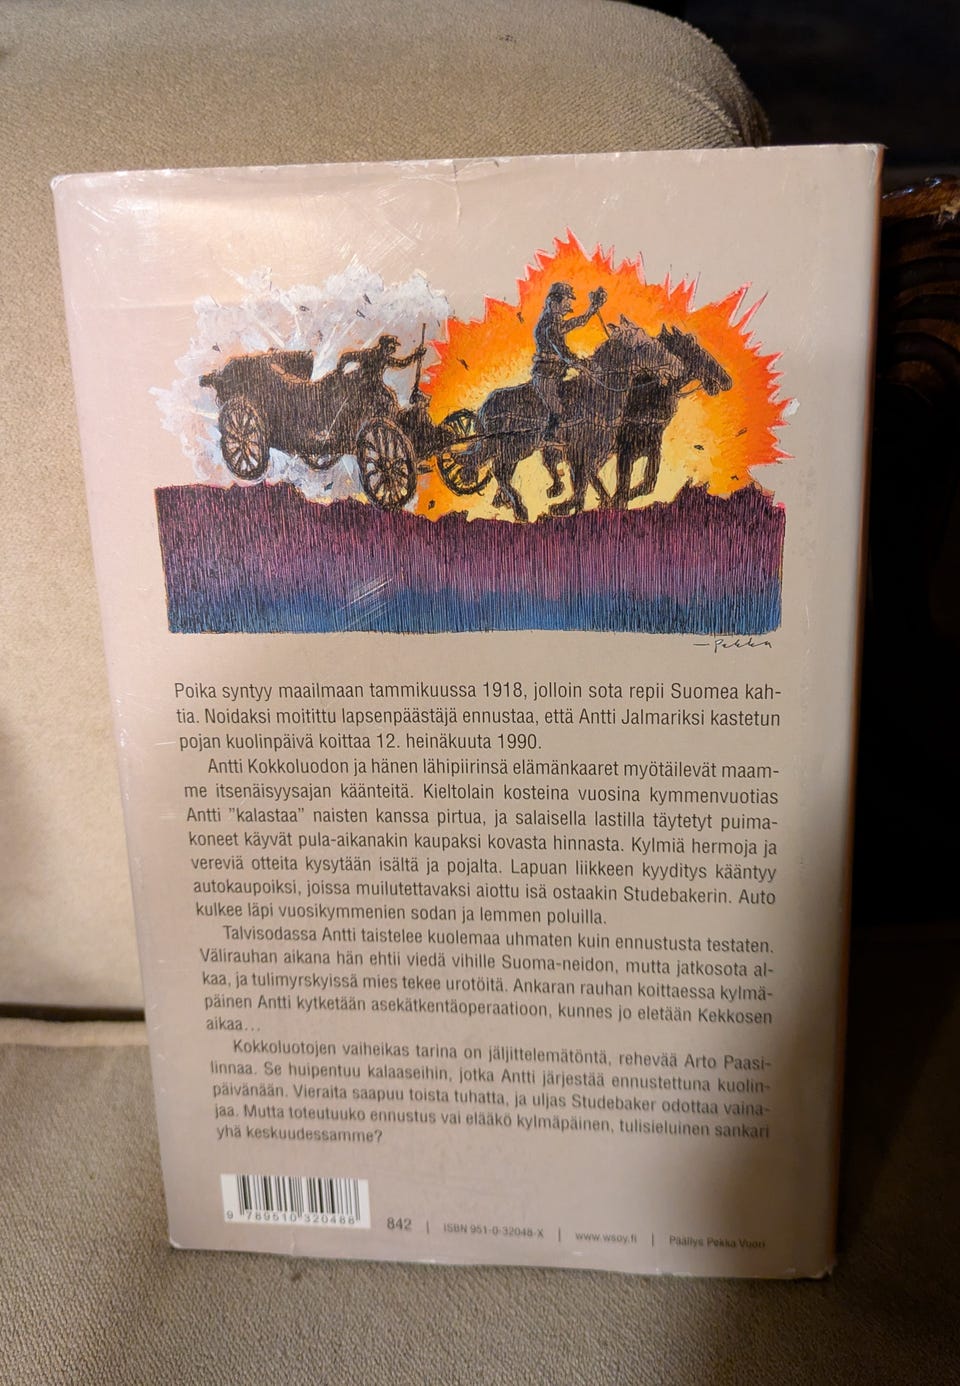 — Pekka
Poika syntyy maailmaan tammikuussa 1918, jolloin sota repii Suomea kah-
tia. Noidaksi moitittu lapsenpäästäjä ennustaa, että Antti Jalmariksi kastetun
pojan kuolinpäivä koittaa 12. heinäkuuta 1990.
Antti Kokkoluodon ja hänen lähipiirinsä elämänkaaret myötäilevät maam-
me itsenäisyysajan käänteitä. Kieltolain kosteina vuosina kymmenvuotias
Antti ”kalastaa” naisten kanssa pirtua, ja salaisella lastilla täytetyt puima-
koneet käyvät pula-aikanakin kaupaksi kovasta hinnasta. Kylmiä hermoja ja
vereviä otteita kysytään isältä ja pojalta. Lapuan liikkeen kyyditys kääntyy
autokaupoiksi, joissa muilutettavaksi aiottu isä ostaakin Studebakerin. Auto
kulkee läpi vuosikymmenien sodan ja lemmen poluilla.
Talvisodassa Antti taistelee kuolemaa uhmaten kuin ennustusta testaten.
Välirauhan aikana hän ehtii viedä vihille Suoma-neidon, mutta jatkosota al-
kaa, ja tulimyrskyissä mies tekee urotöitä. Ankaran rauhan koittaessa kylmä-
päinen Antti kytketään asekätkentäoperaatioon, kunnes jo eletään Kekkosen
aikaa…
Kokkoluotojen vaiheikas tarina on jäljittelemätöntä, rehevää Arto Paasi-
linnaa. Se huipentuu kalaaseihin, jotka Antti järjestää ennustettuna kuolin-
päivänään. Vieraita saapuu toista tuhatta, ja uljas Studebaker odottaa vaina-
jaa. Mutta toteutuuko ennustus vai elääkö kylmäpäinen, tulisieluinen sankari
yhä keskuudessamme?
9 789510 320488
842 | ISBN 951-0-32048-X | www.wsoy.fi | Päällys Pekka Vuori